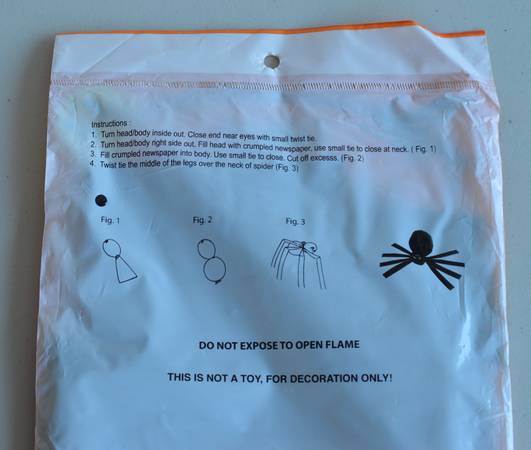 Instructions :
1. Turn head/body inside out. Close end near eyes with small twist tie.
2. Turn head/body right side out. Fill head with crumpled newspaper, use small tie to close at neck. ( Fig. 1)
3. Fill crumpled newspaper into body. Use small tie to close. Cut off excesss. (Fig. 2)
4. Twist tie the middle of the legs over the neck of spider (Fig. 3)
Fig. 1 Fig. 2 Fig. 3
DO NOT EXPOSE TO OPEN FLAME
THIS IS NOT A TOY, FOR DECORATION ONLY!